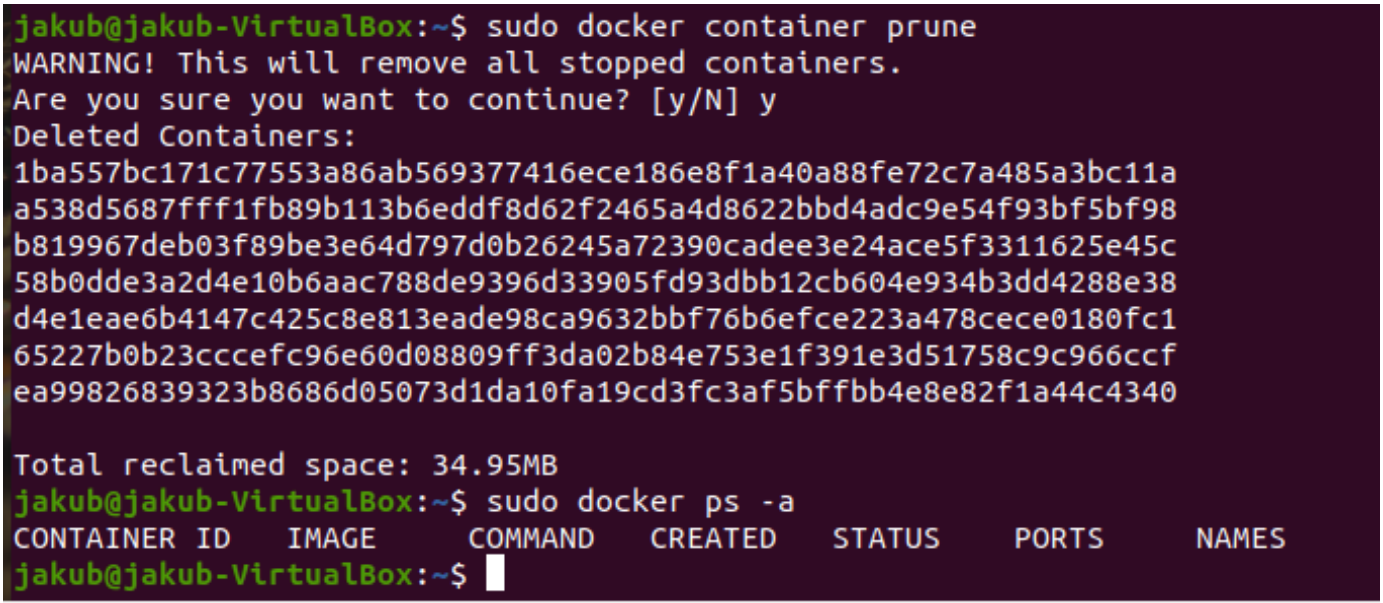 jakub@jakub-VirtualBox:~$ sudo docker container prune
WARNING! This will remove all stopped containers.
Are you sure you want to continue? [y/N] y
Deleted Containers:
1ba557bc171c77553a86ab569377416ece186e8f1a40a88fe72c7a485a3bc11a
a538d5687fff1fb89b113b6eddf8d62f2465a4d8622bbd4adc9e54f93bf5bf98
b819967deb03f89be3e64d797d0b26245a72390cadee3e24ace5f3311625e45c
58b0dde3a2d4e10b6aac788de9396d33905fd93dbb12cb604e934b3dd4288e38
d4e1eae6b4147c425c8e813eade98ca9632bbf76b6efce223a478cece0180fc1
65227b0b23cccefc96e60d08809ff3da02b84e753e1f391e3d51758c9c966ccf
ea99826839323b8686d05073d1da10fa19cd3fc3af5bffbb4e8e82f1a44c4340
Total reclaimed space: 34.95MB
jakub@jakub-VirtualBox:~$ sudo docker ps -a
CONTAINER ID   IMAGE     COMMAND   CREATED   STATUS    PORTS     NAMES
jakub@jakub-VirtualBox:~$